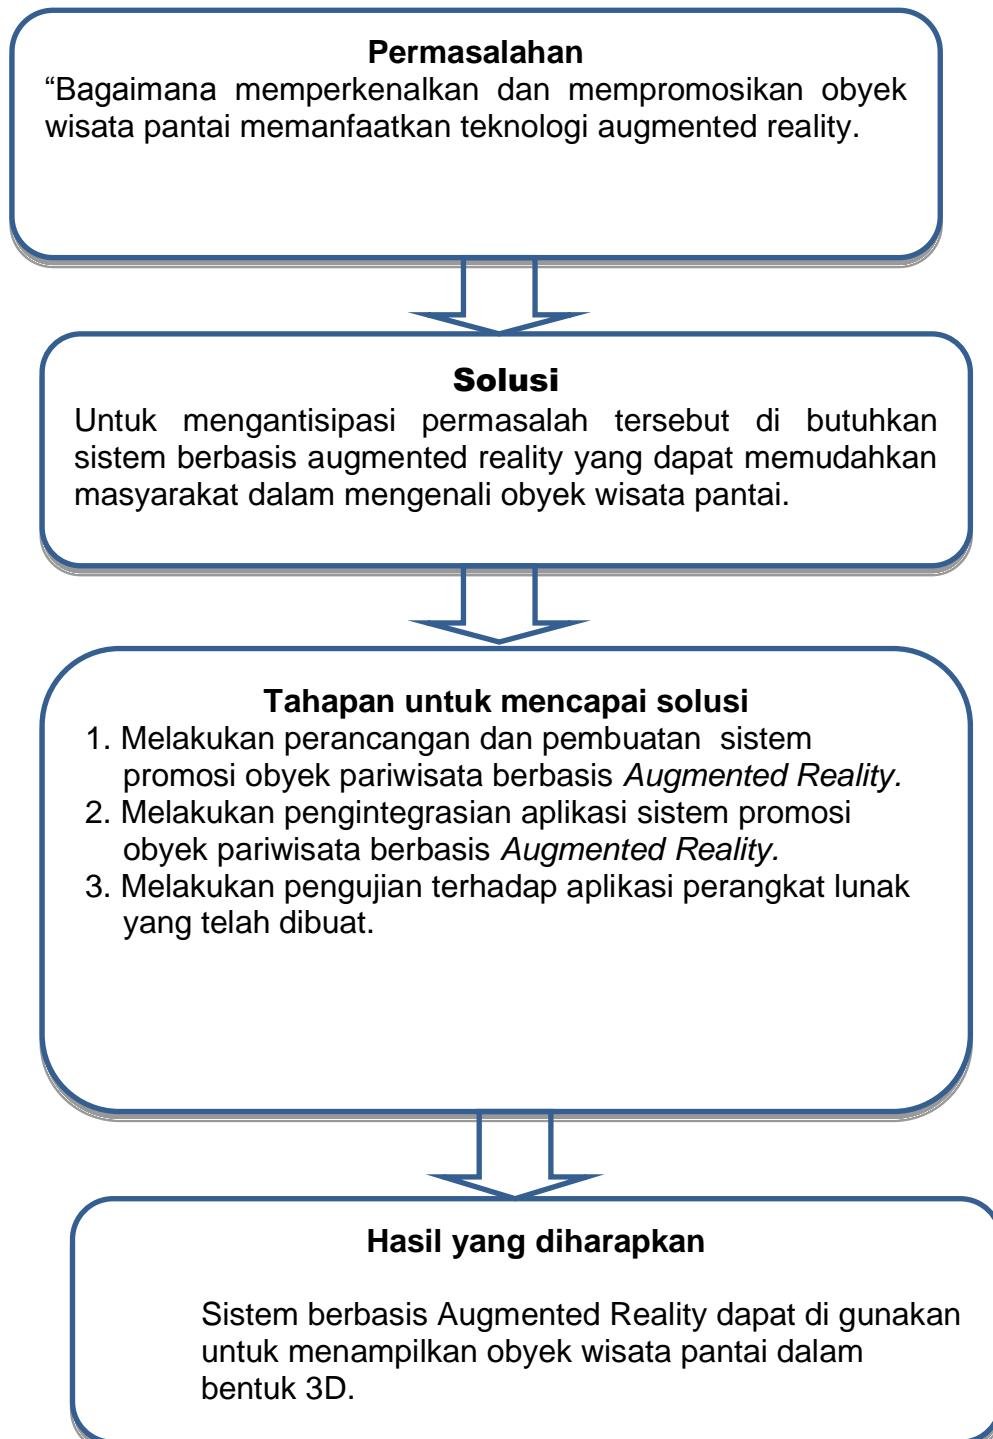 Permasalahan
“Bagaimana memperkenalkan dan mempromosikan obyek
wisata pantai memanfaatkan teknologi augmented reality.
Solusi
Untuk mengantisipasi permasalah tersebut di butuhkan
sistem berbasis augmented reality yang dapat memudahkan
masyarakat dalam mengenali obyek wisata pantai.
Tahapan untuk mencapai solusi
1. Melakukan perancangan dan pembuatan sistem
promosi obyek pariwisata berbasis Augmented Reality.
2. Melakukan pengintegrasian aplikasi sistem promosi
obyek pariwisata berbasis Augmented Reality.
3. Melakukan pengujian terhadap aplikasi perangkat lunak
yang telah dibuat.
Hasil yang diharapkan
Sistem berbasis Augmented Reality dapat di gunakan
untuk menampilkan obyek wisata pantai dalam
bentuk 3D.